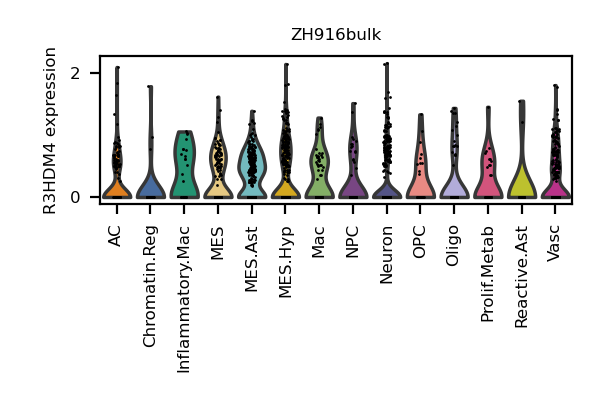 ZH916bulk
R3HDM4 expression
2
0
AC
Chromatin.Reg
Inflammatory.Mac
MES
MES.Ast
MES.Hyp
Mac
NPC
Neuron
OPC
Oligo
Prolif.Metab
Reactive.Ast
Vasc